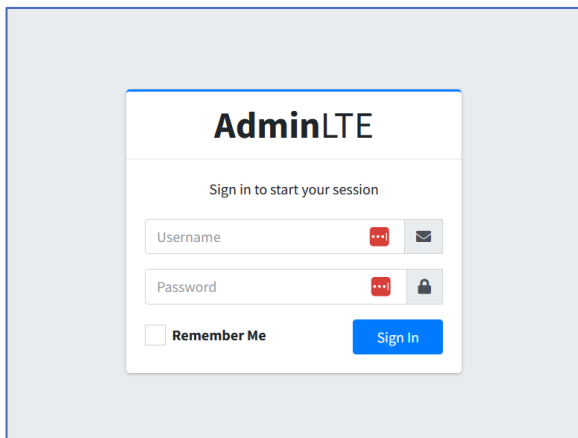 AdminLTE
Sign in to start your session
Username
Password
Remember Me
Sign In